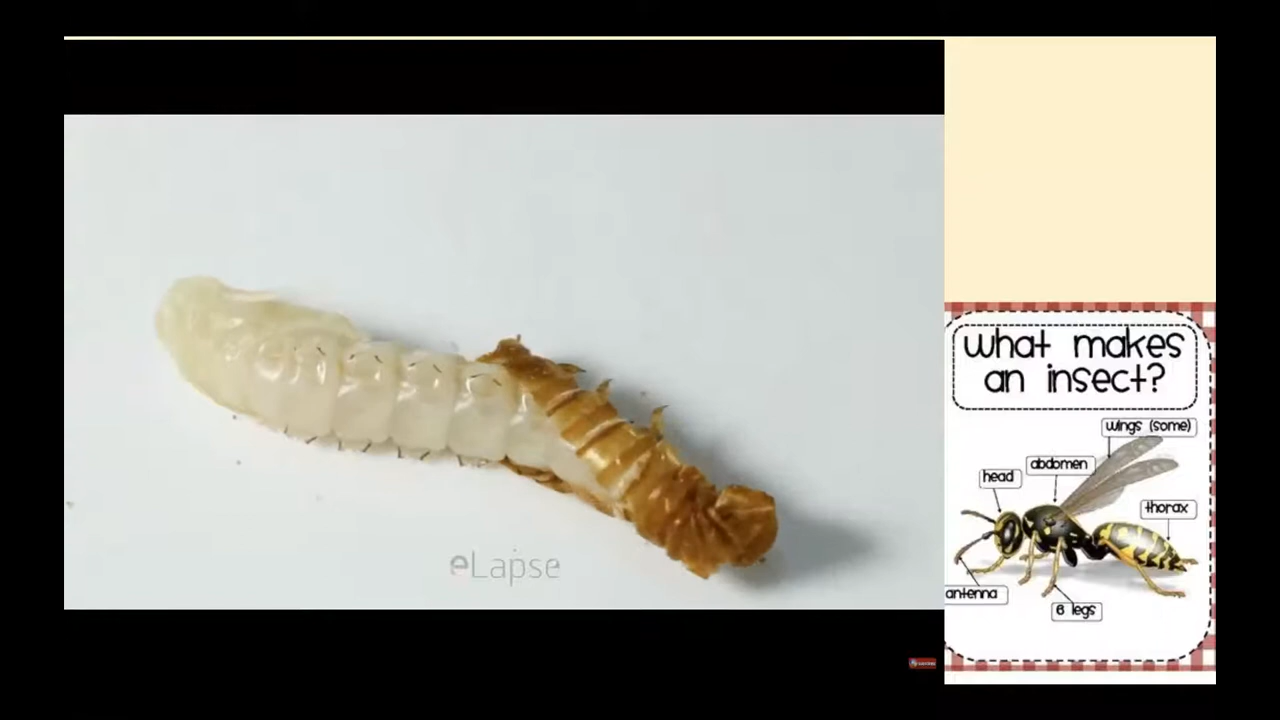 What makes
an insect?
wings (some)
abdomen
head
thorax
antenna
6 legs
eLapse